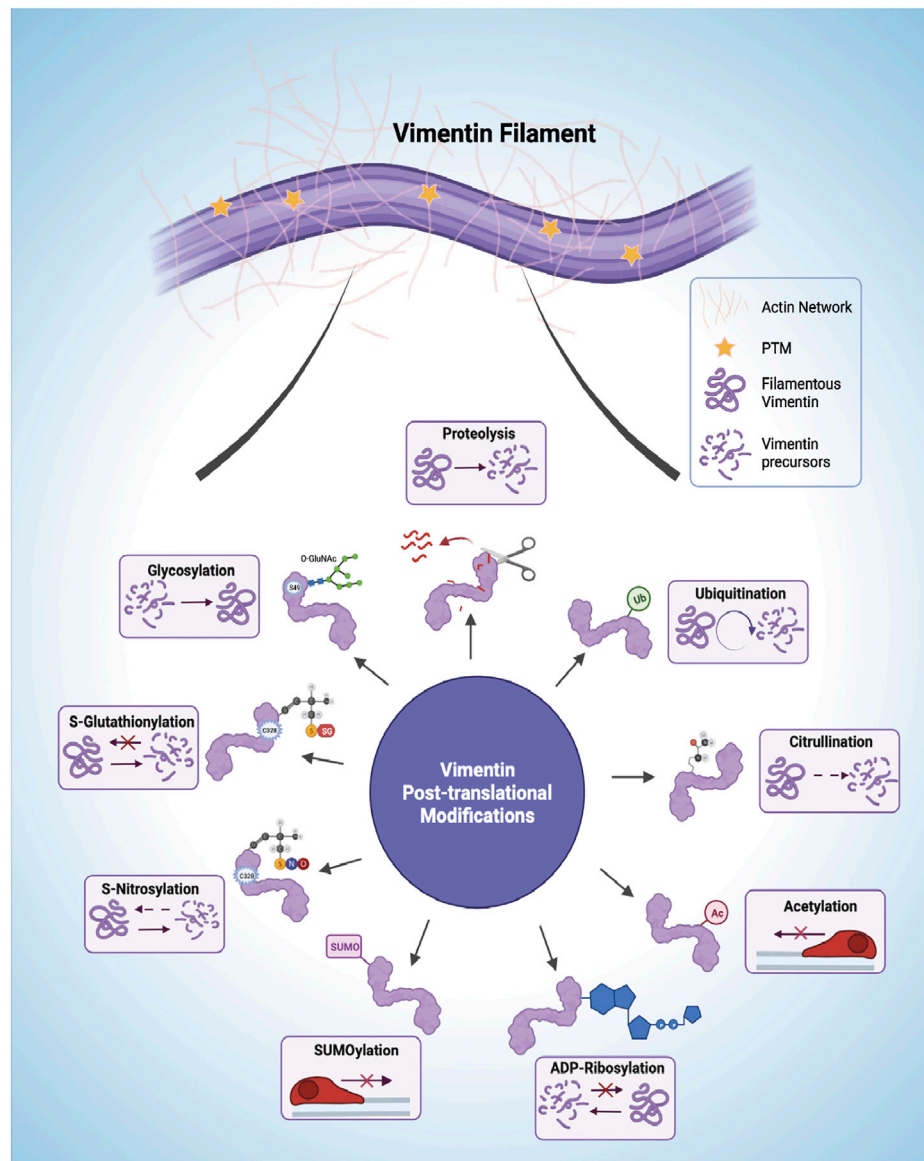 Vimentin Filament
Actin Network
PTM
Filamentous
Vimentin
Vimentin
precursors
Proteolysis
Glycosylation
O-GluNAc
S49
Ub
Ubiquitination
S-Glutathionylation
C328
S
SG
Citrullination
Vimentin
Post-translational
Modifications
S-Nitrosylation
C328
S N O
Ac
Acetylation
SUMO
SUMOylation
ADP-Ribosylation